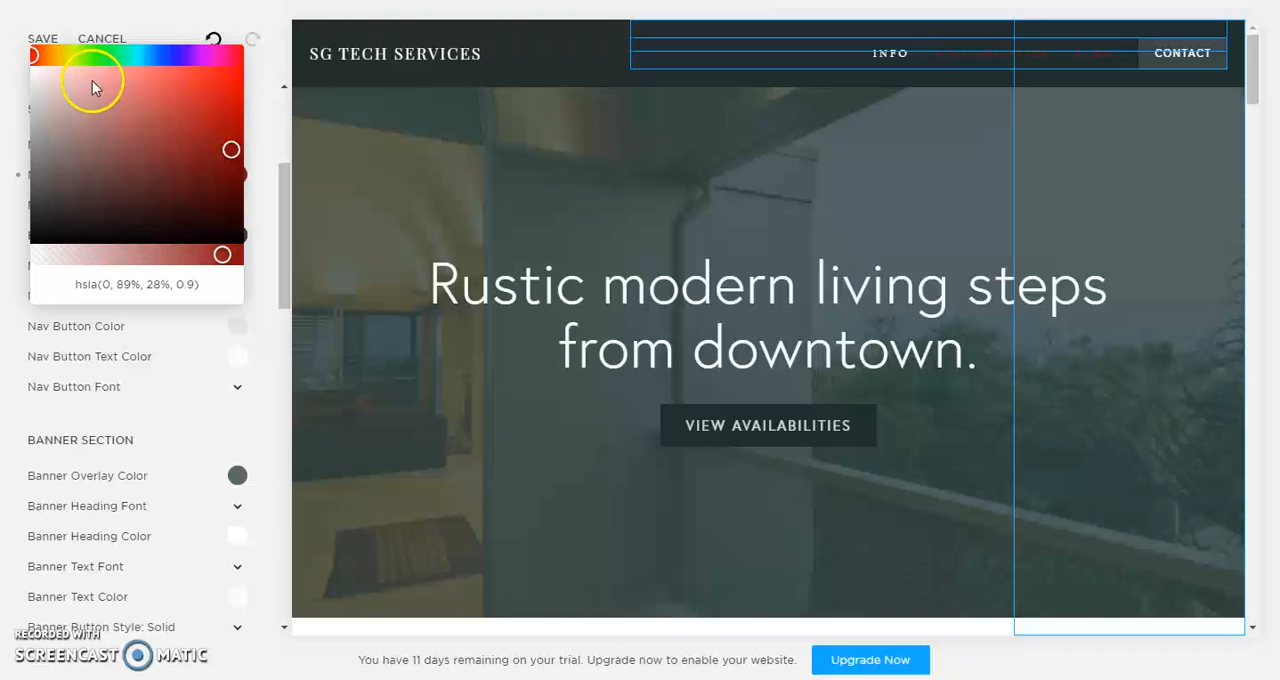 SAVE CANCEL
SG TECH SERVICES
INFO
CONTACT
hsla(0, 89%, 28%, 0.9)
Rustic modern living steps
from downtown.
VIEW AVAILABILITIES
Nav Button Color
Nav Button Text Color
Nav Button Font
BANNER SECTION
Banner Overlay Color
Banner Heading Font
Banner Heading Color
Banner Text Font
Banner Text Color
Banner Button Style: Solid
RECORDED WITH
SCREENCAST MATIC
You have 11 days remaining on your trial. Upgrade now to enable your website.
Upgrade Now